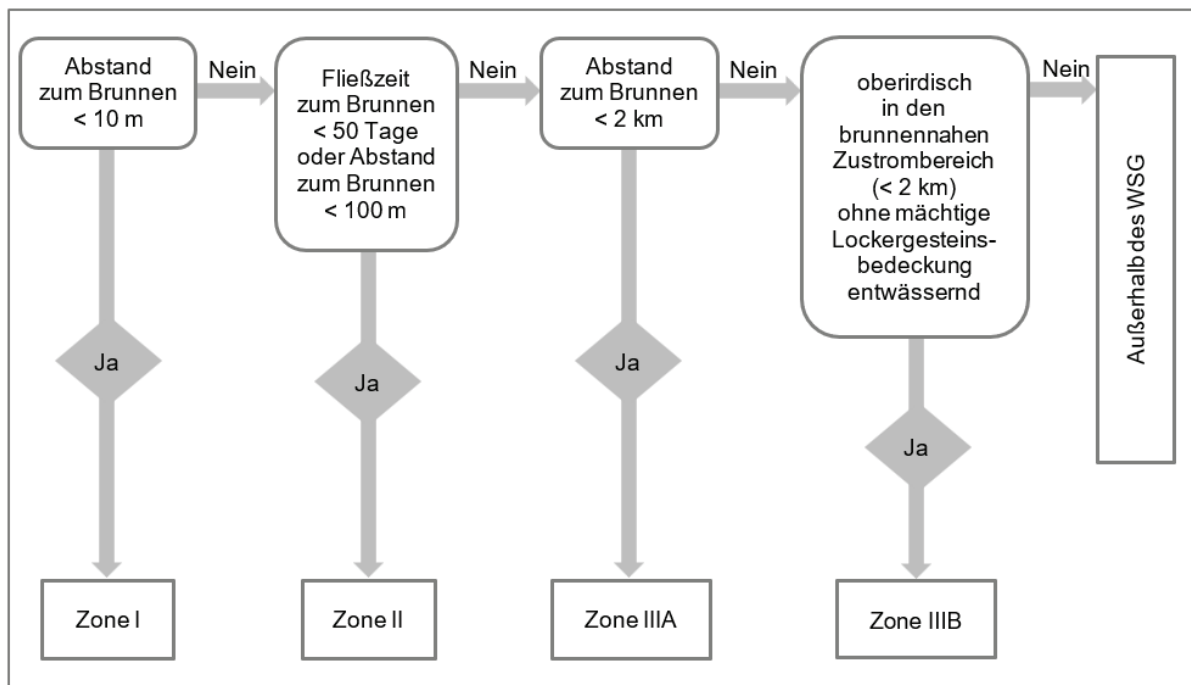 Abstand
zum Brunnen
< 10 m
Nein
Fließzeit
zum Brunnen
< 50 Tage
oder Abstand
zum Brunnen
< 100 m
Nein
Abstand
zum Brunnen
< 2 km
Nein
oberirdisch
in den
brunnennahen
Zustrombereich
(< 2 km)
ohne mächtige
Lockergesteins-
bedeckung
entwässernd
Nein
Außerhalb des WSG
Ja
Ja
Ja
Ja
Zone I
Zone II
Zone IIIA
Zone IIIB